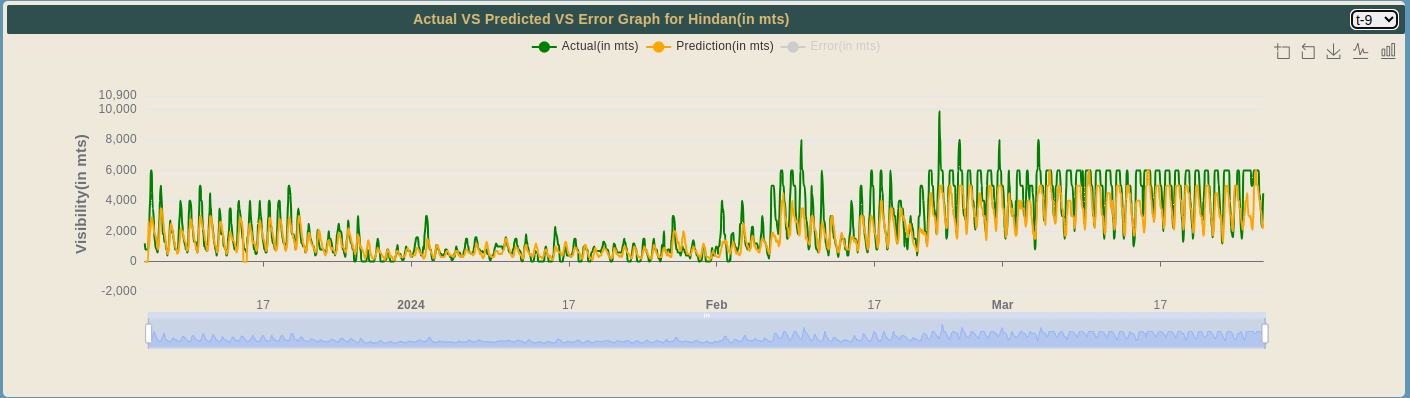 Actual VS Predicted VS Error Graph for Hindan(in mts)
t-9
Actual(in mts) Prediction(in mts) Error(in mts)
Visibility(in mts)
10,900
10,000
8,000
6,000
4,000
2,000
0
-2,000
17 2024 17 Feb 17 Mar 17